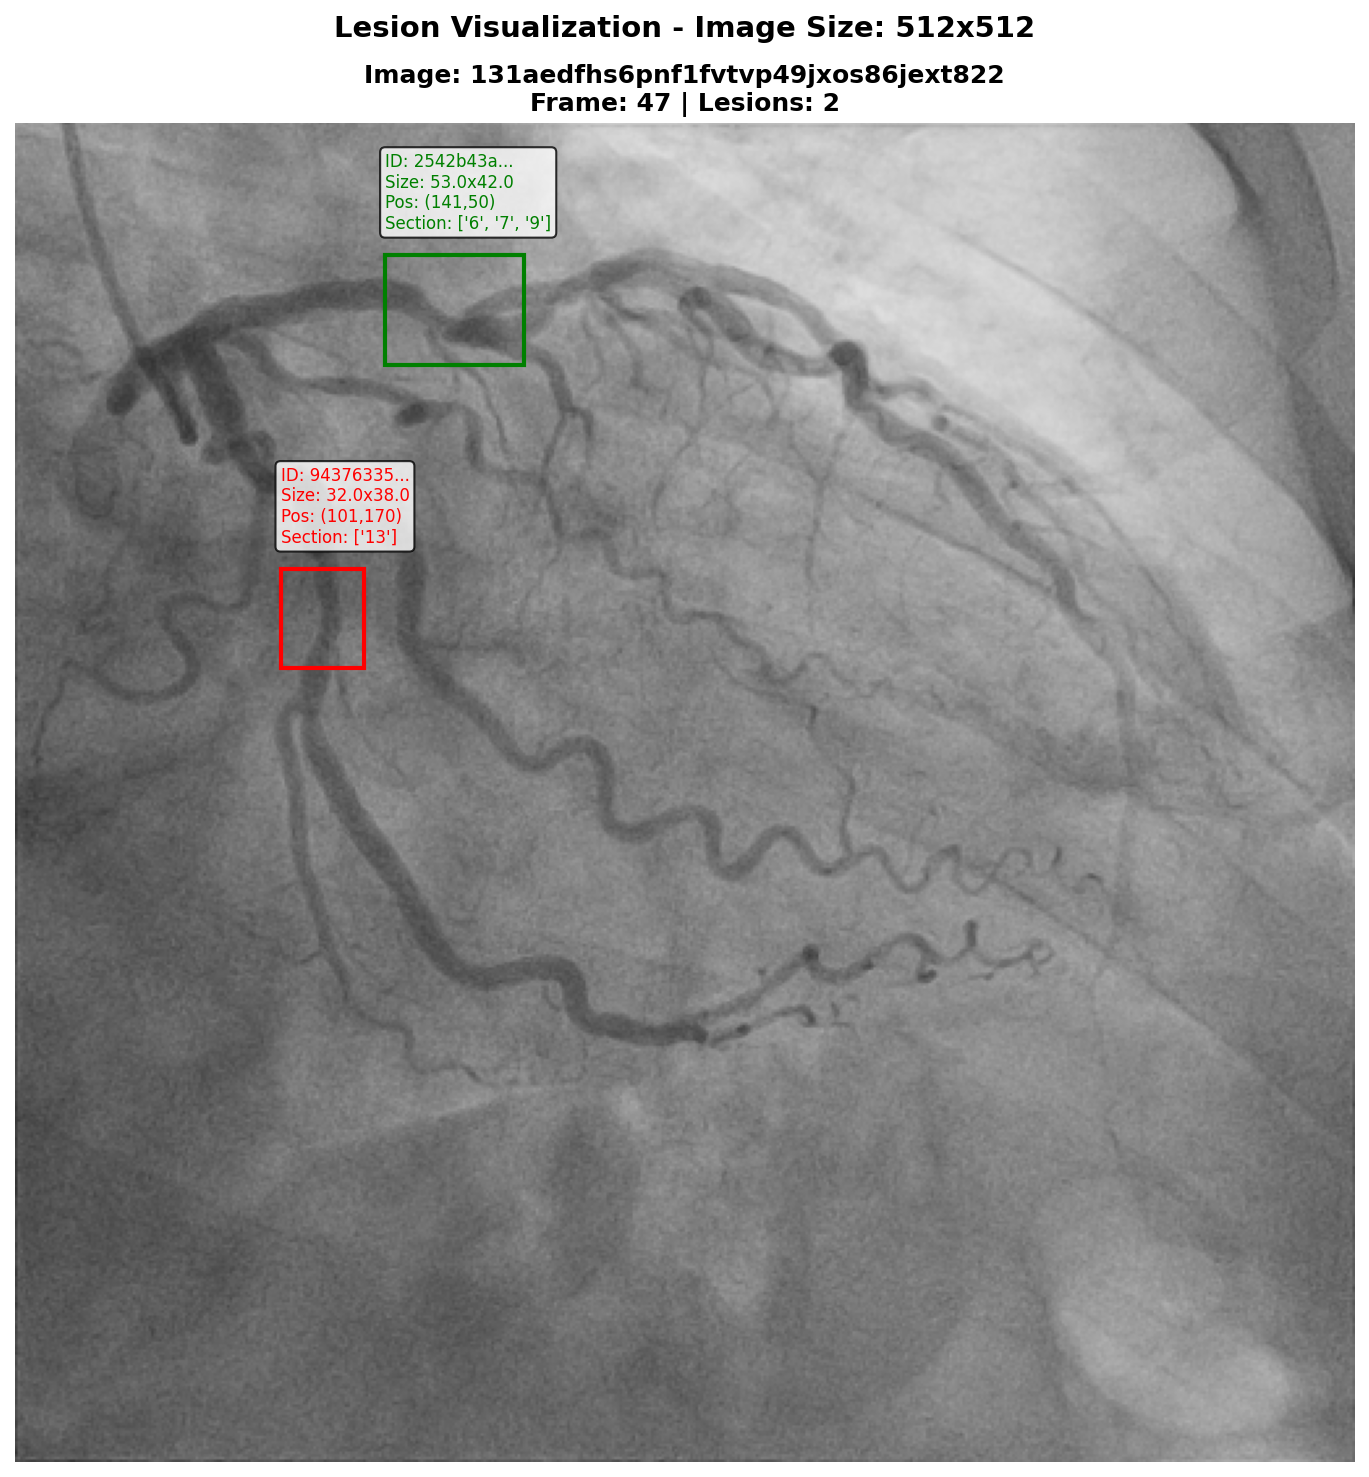 Lesion Visualization - Image Size: 512x512
Image: 131aedfhs6pnf1fvtvp49jxos86jext822
Frame: 47 | Lesions: 2
ID: 2542b43a...
Size: 53.0x42.0
Pos: (141,50)
Section: ['6', '7', '9']
ID: 94376335...
Size: 32.0x38.0
Pos: (101,170)
Section: ['13']